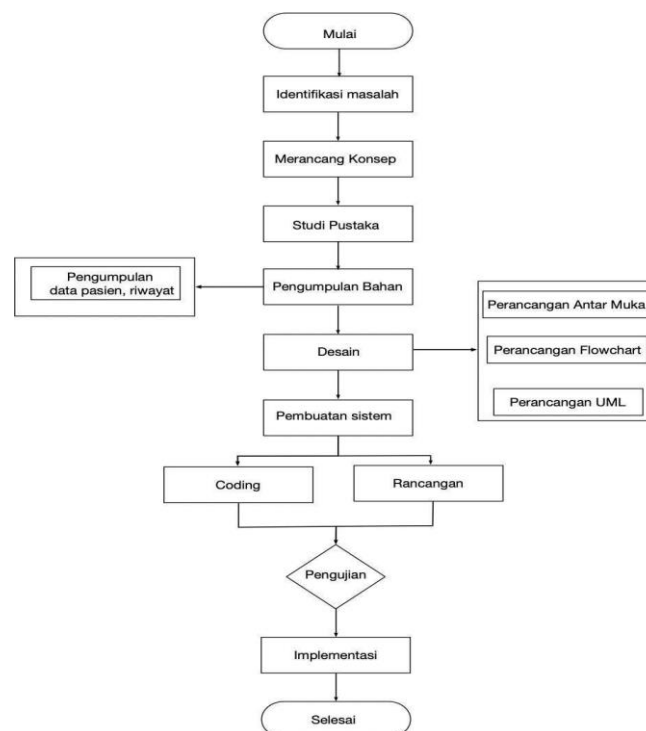 Mulai
Identifikasi masalah
Merancang Konsep
Studi Pustaka
Pengumpulan
data pasien, riwayat
Pengumpulan Bahan
Perancangan Antar Muka
Desain
Perancangan Flowchart
Perancangan UML
Pembuatan sistem
Coding
Rancangan
Pengujian
Implementasi
Selesai